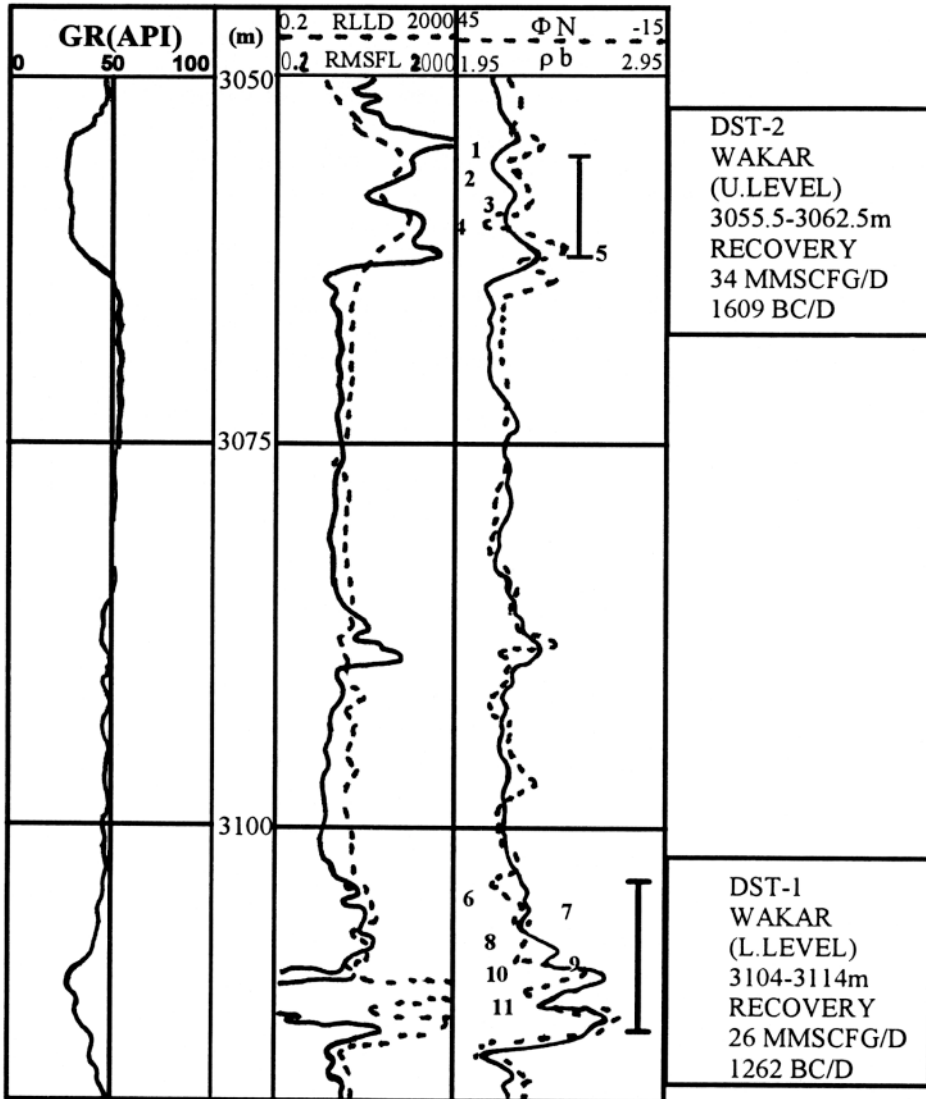 GR(API)
0 50 100
(m)
0.2 RLLD 2000
0.2 RMSFL 2000
45 Φ N -15
1.95 ρ b 2.95
3050
1
2
3
4
5
DST-2
WAKAR
(U.LEVEL)
3055.5-3062.5m
RECOVERY
34 MMSCFG/D
1609 BC/D
3075
3100
6
7
8
9
10
11
DST-1
WAKAR
(L.LEVEL)
3104-3114m
RECOVERY
26 MMSCFG/D
1262 BC/D